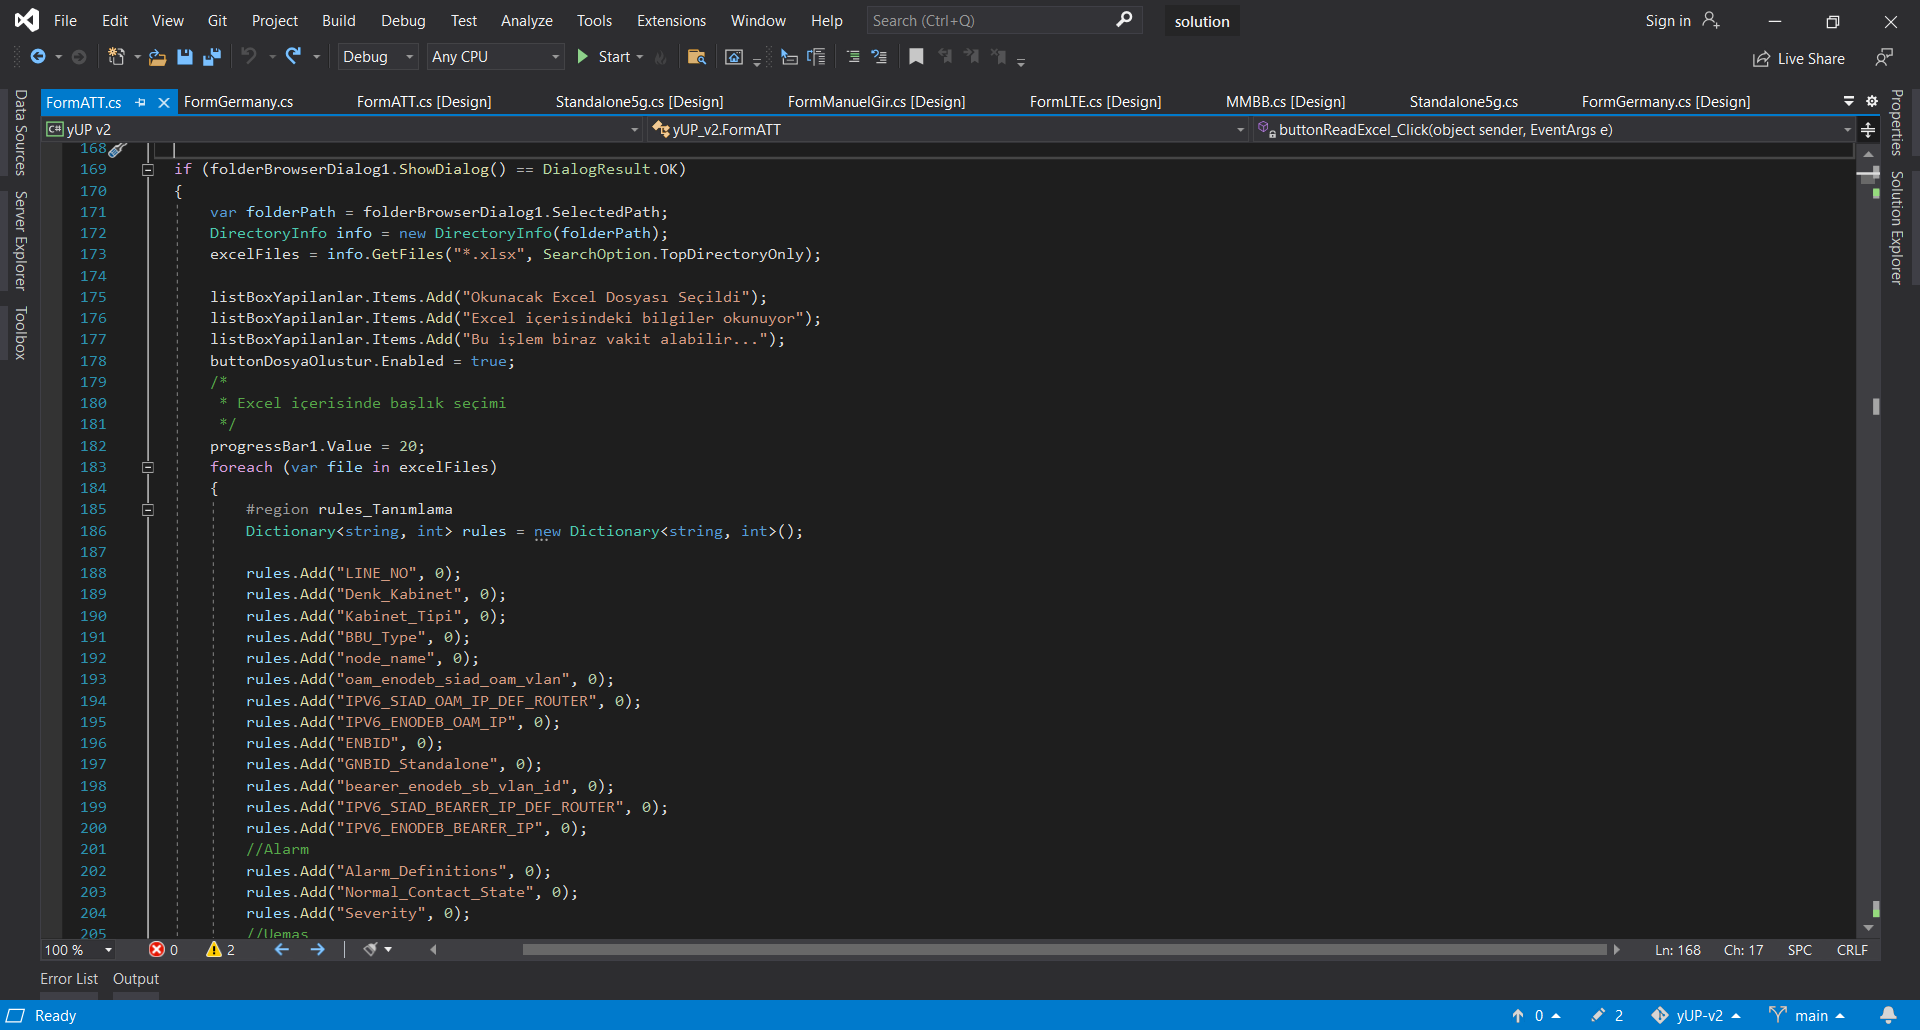 File Edit View Git Project Build Debug Test Analyze Tools Extensions Window Help Search (Ctrl+Q) solution Sign in
Debug Any CPU Start Live Share
FormATT.cs FormGermany.cs FormATT.cs [Design] Standalone5g.cs [Design] FormManuelGir.cs [Design] FormLTE.cs [Design] MMBB.cs [Design] Standalone5g.cs FormGermany.cs [Design]
C# yUP v2 yUP_v2.FormATT buttonReadExcel_Click(object sender, EventArgs e)
Data Sources
Server Explorer
Toolbox
Properties
Solution Explorer
168
169 if (folderBrowserDialog1.ShowDialog() == DialogResult.OK)
170 {
171 var folderPath = folderBrowserDialog1.SelectedPath;
172 DirectoryInfo info = new DirectoryInfo(folderPath);
173 excelFiles = info.GetFiles("*.xlsx", SearchOption.TopDirectoryOnly);
174
175 listBoxYapilanlar.Items.Add("Okunacak Excel Dosyası Seçildi");
176 listBoxYapilanlar.Items.Add("Excel içerisindeki bilgiler okunuyor");
177 listBoxYapilanlar.Items.Add("Bu işlem biraz vakit alabilir...");
178 buttonDosyaOlustur.Enabled = true;
179 /*
180 * Excel içerisinde başlık seçimi
181 */
182 progressBar1.Value = 20;
183 foreach (var file in excelFiles)
184 {
185 #region rules_Tanımlama
186 Dictionary<string, int> rules = new Dictionary<string, int>();
187
188 rules.Add("LINE_NO", 0);
189 rules.Add("Denk_Kabinet", 0);
190 rules.Add("Kabinet_Tipi", 0);
191 rules.Add("BBU_Type", 0);
192 rules.Add("node_name", 0);
193 rules.Add("oam_enodeb_siad_oam_vlan", 0);
194 rules.Add("IPV6_SIAD_OAM_IP_DEF_ROUTER", 0);
195 rules.Add("IPV6_ENODEB_OAM_IP", 0);
196 rules.Add("ENBID", 0);
197 rules.Add("GNBID_Standalone", 0);
198 rules.Add("bearer_enodeb_sb_vlan_id", 0);
199 rules.Add("IPV6_SIAD_BEARER_IP_DEF_ROUTER", 0);
200 rules.Add("IPV6_ENODEB_BEARER_IP", 0);
201 //Alarm
202 rules.Add("Alarm_Definitions", 0);
203 rules.Add("Normal_Contact_State", 0);
204 rules.Add("Severity", 0);
205 //Uemas
100 % 0 2 Ln: 168 Ch: 17 SPC CRLF
Error List Output
Ready 0 2 yUP-v2 main